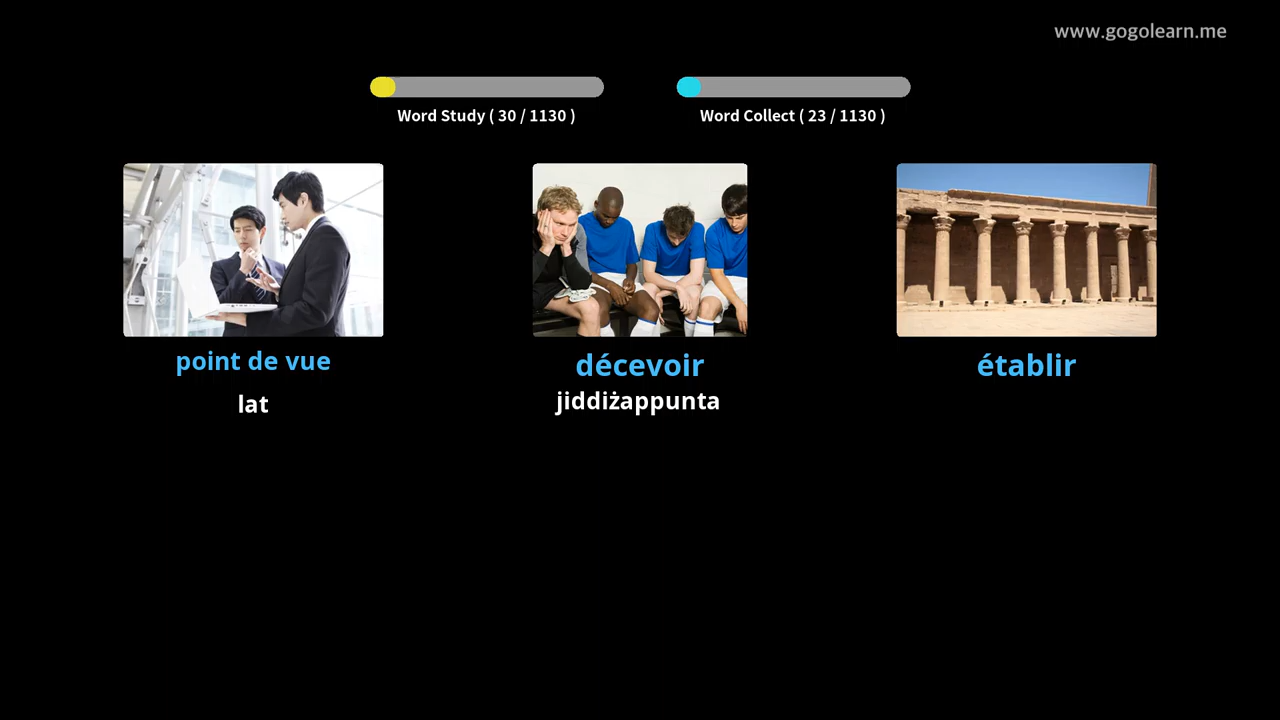 www.gogolearn.me
Word Study ( 30 / 1130 )
Word Collect ( 23 / 1130 )
point de vue
lat
décevoir
jiddiżappunta
établir